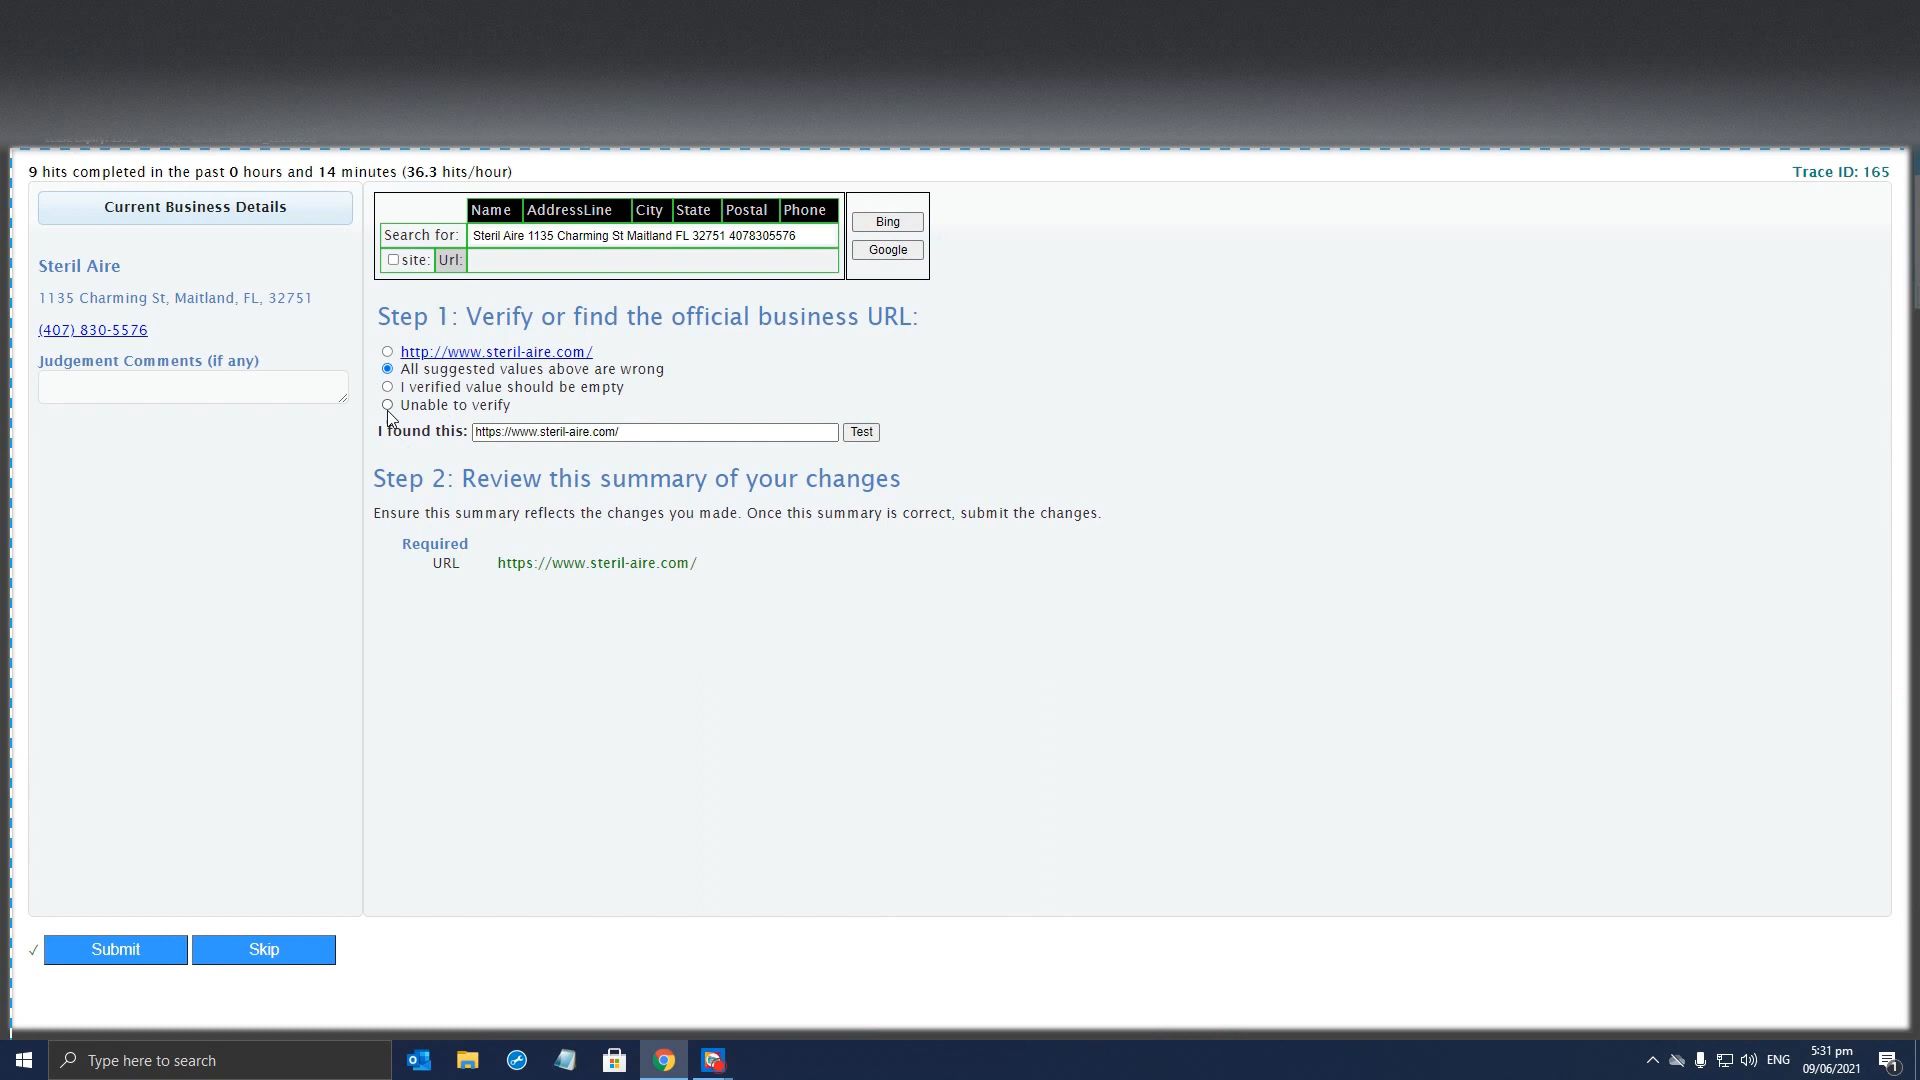 9 hits completed in the past 0 hours and 14 minutes (36.3 hits/hour)
Trace ID: 165
Current Business Details
Steril Aire
1135 Charming St, Maitland, FL, 32751
(407) 830-5576
Judgement Comments (if any)
Name AddressLine City State Postal Phone
Search for: Steril Aire 1135 Charming St Maitland FL 32751 4078305576
site: Url:
Bing
Google
Step 1: Verify or find the official business URL:
http://www.steril-aire.com/
All suggested values above are wrong
I verified value should be empty
Unable to verify
I found this: https://www.steril-aire.com/ Test
Step 2: Review this summary of your changes
Ensure this summary reflects the changes you made. Once this summary is correct, submit the changes.
Required
URL https://www.steril-aire.com/
✓ Submit Skip
Type here to search
ENG
5:31 pm
09/06/2021
1